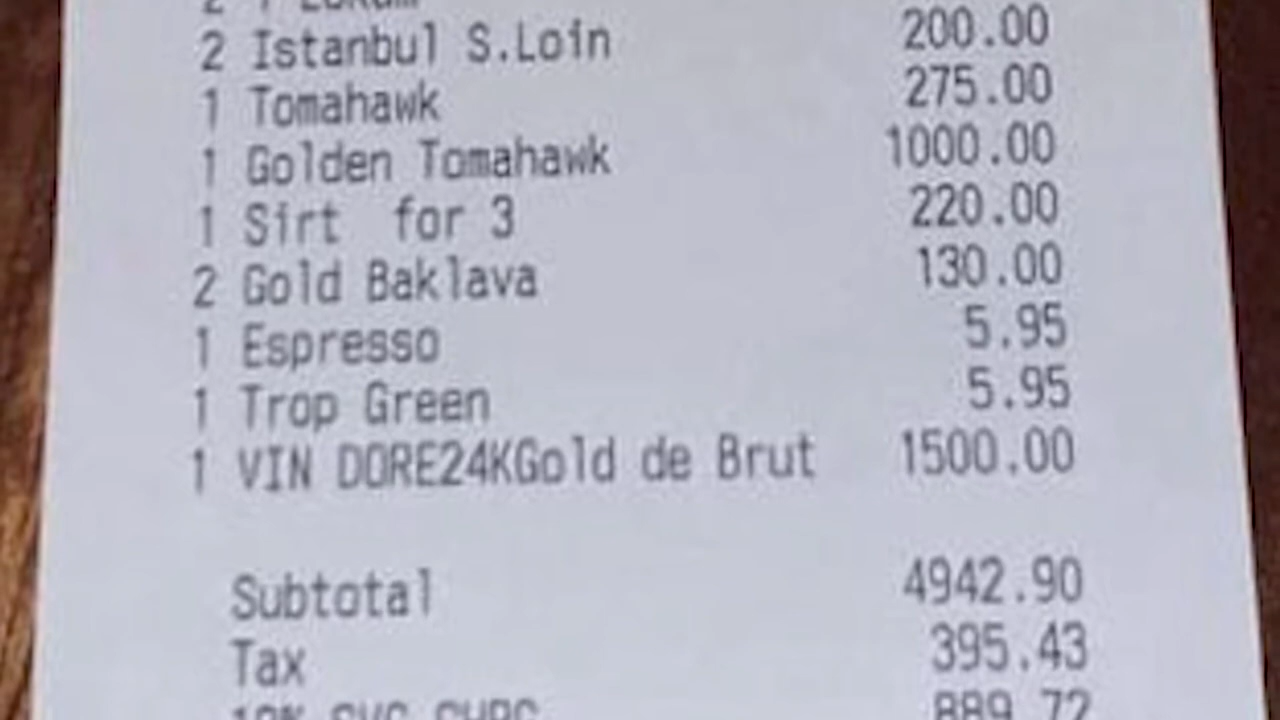 2 Istanbul S.Loin 200.00
1 Tomahawk 275.00
1 Golden Tomahawk 1000.00
1 Sirt for 3 220.00
2 Gold Baklava 130.00
1 Espresso 5.95
1 Trop Green 5.95
1 VIN DORE24KGold de Brut 1500.00
Subtotal 4942.90
Tax 395.43
889.72